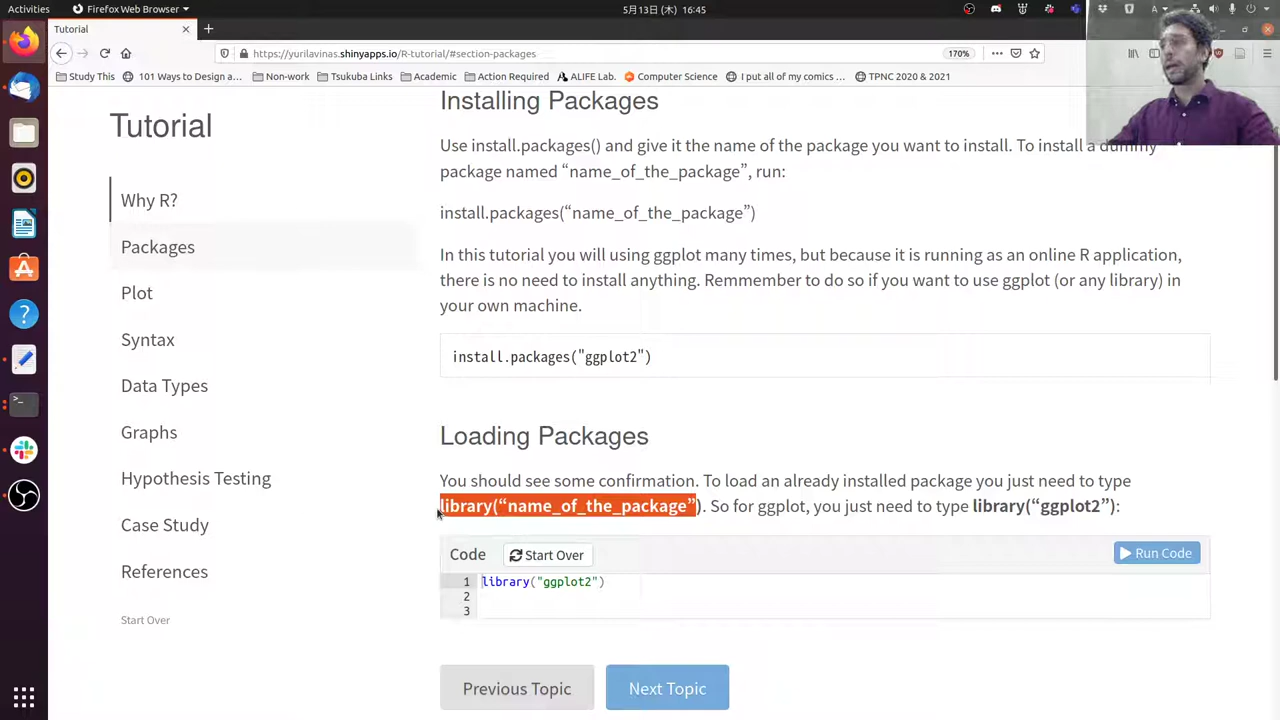 Activities
Firefox Web Browser
5月13日(木) 16:45
A
Tutorial
https://yurilavinas.shinyapps.io/R-tutorial/#section-packages
170%
Study This
101 Ways to Design a…
Non-work
Tsukuba Links
Academic
Action Required
ALIFE Lab.
Computer Science
I put all of my comics …
TPNC 2020 & 2021
Tutorial
Why R?
Packages
Plot
Syntax
Data Types
Graphs
Hypothesis Testing
Case Study
References
Start Over
Installing Packages
Use install.packages() and give it the name of the package you want to install. To install a dummy
package named “name_of_the_package”, run:
install.packages(“name_of_the_package”)
In this tutorial you will using ggplot many times, but because it is running as an online R application,
there is no need to install anything. Remmember to do so if you want to use ggplot (or any library) in
your own machine.
install.packages("ggplot2")
Loading Packages
You should see some confirmation. To load an already installed package you just need to type
library(“name_of_the_package”). So for ggplot, you just need to type library(“ggplot2”):
Code
Start Over
Run Code
1 library("ggplot2")
2
3
Previous Topic
Next Topic